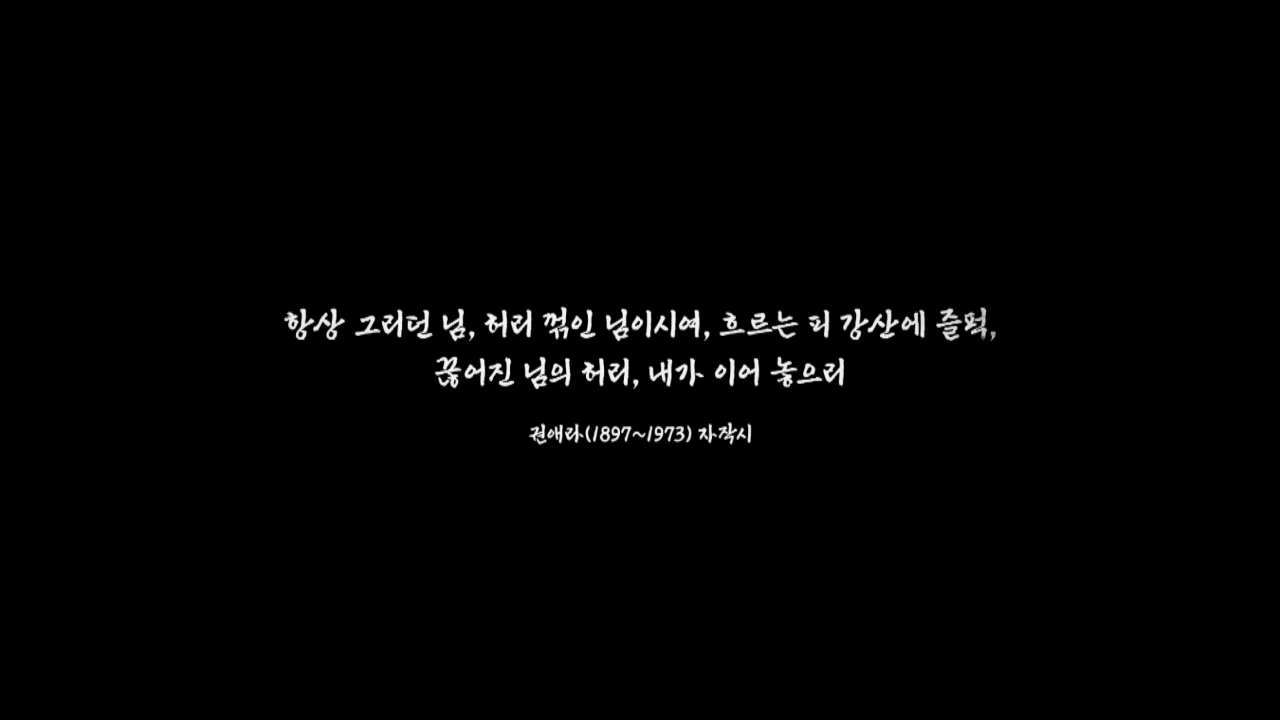 항상 그리던 님, 허리 꺾인 님이시여, 흐르는 피 강산에 즐퍽,
끊어진 님의 허리, 내가 이어 놓으리
권애라(1897~1973) 자작시